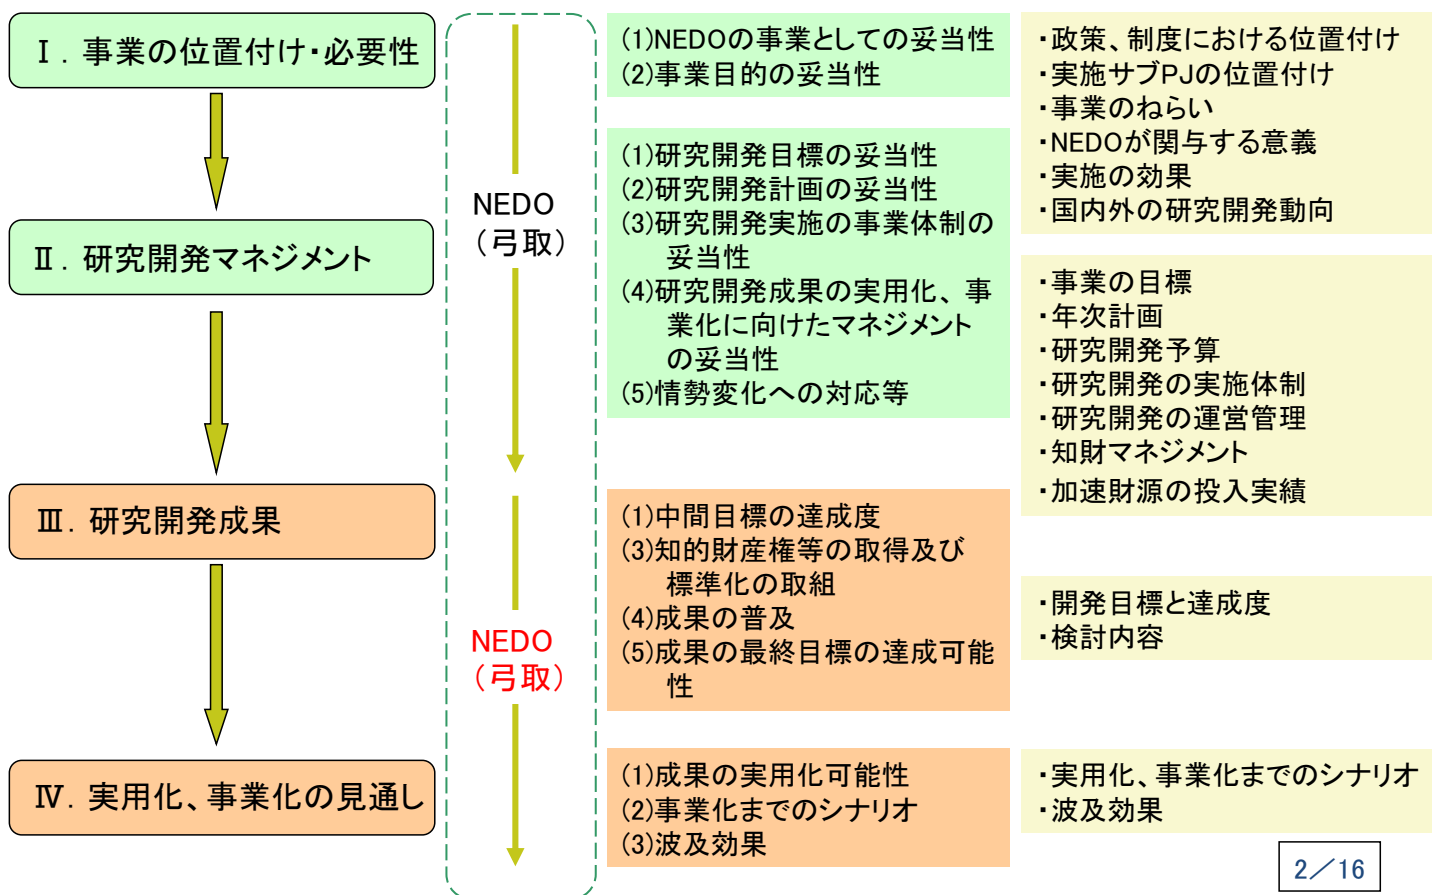 Ⅰ．事業の位置付け・必要性
Ⅱ．研究開発マネジメント
Ⅲ．研究開発成果
Ⅳ．実用化、事業化の見通し
NEDO
（弓取）
NEDO
（弓取）
(1)NEDOの事業としての妥当性
(2)事業目的の妥当性
(1)研究開発目標の妥当性
(2)研究開発計画の妥当性
(3)研究開発実施の事業体制の
妥当性
(4)研究開発成果の実用化、事
業化に向けたマネジメント
の妥当性
(5)情勢変化への対応等
(1)中間目標の達成度
(3)知的財産権等の取得及び
標準化の取組
(4)成果の普及
(5)成果の最終目標の達成可能
性
(1)成果の実用化可能性
(2)事業化までのシナリオ
(3)波及効果
・政策、制度における位置付け
・実施サブPJの位置付け
・事業のねらい
・NEDOが関与する意義
・実施の効果
・国内外の研究開発動向
・事業の目標
・年次計画
・研究開発予算
・研究開発の実施体制
・研究開発の運営管理
・知財マネジメント
・加速財源の投入実績
・開発目標と達成度
・検討内容
・実用化、事業化までのシナリオ
・波及効果
2／16